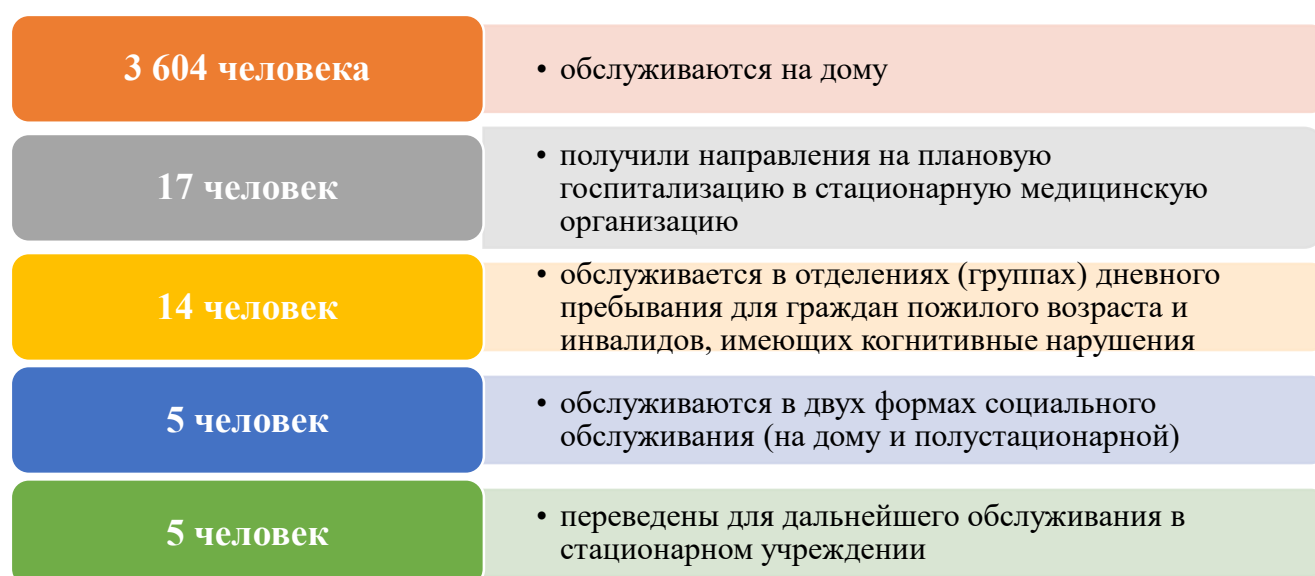 3 604 человека
• обслуживаются на дому
17 человек
• получили направления на плановую
госпитализацию в стационарную медицинскую
организацию
14 человек
• обслуживается в отделениях (группах) дневного
пребывания для граждан пожилого возраста и
инвалидов, имеющих когнитивные нарушения
5 человек
• обслуживаются в двух формах социального
обслуживания (на дому и полустационарной)
5 человек
• переведены для дальнейшего обслуживания в
стационарном учреждении